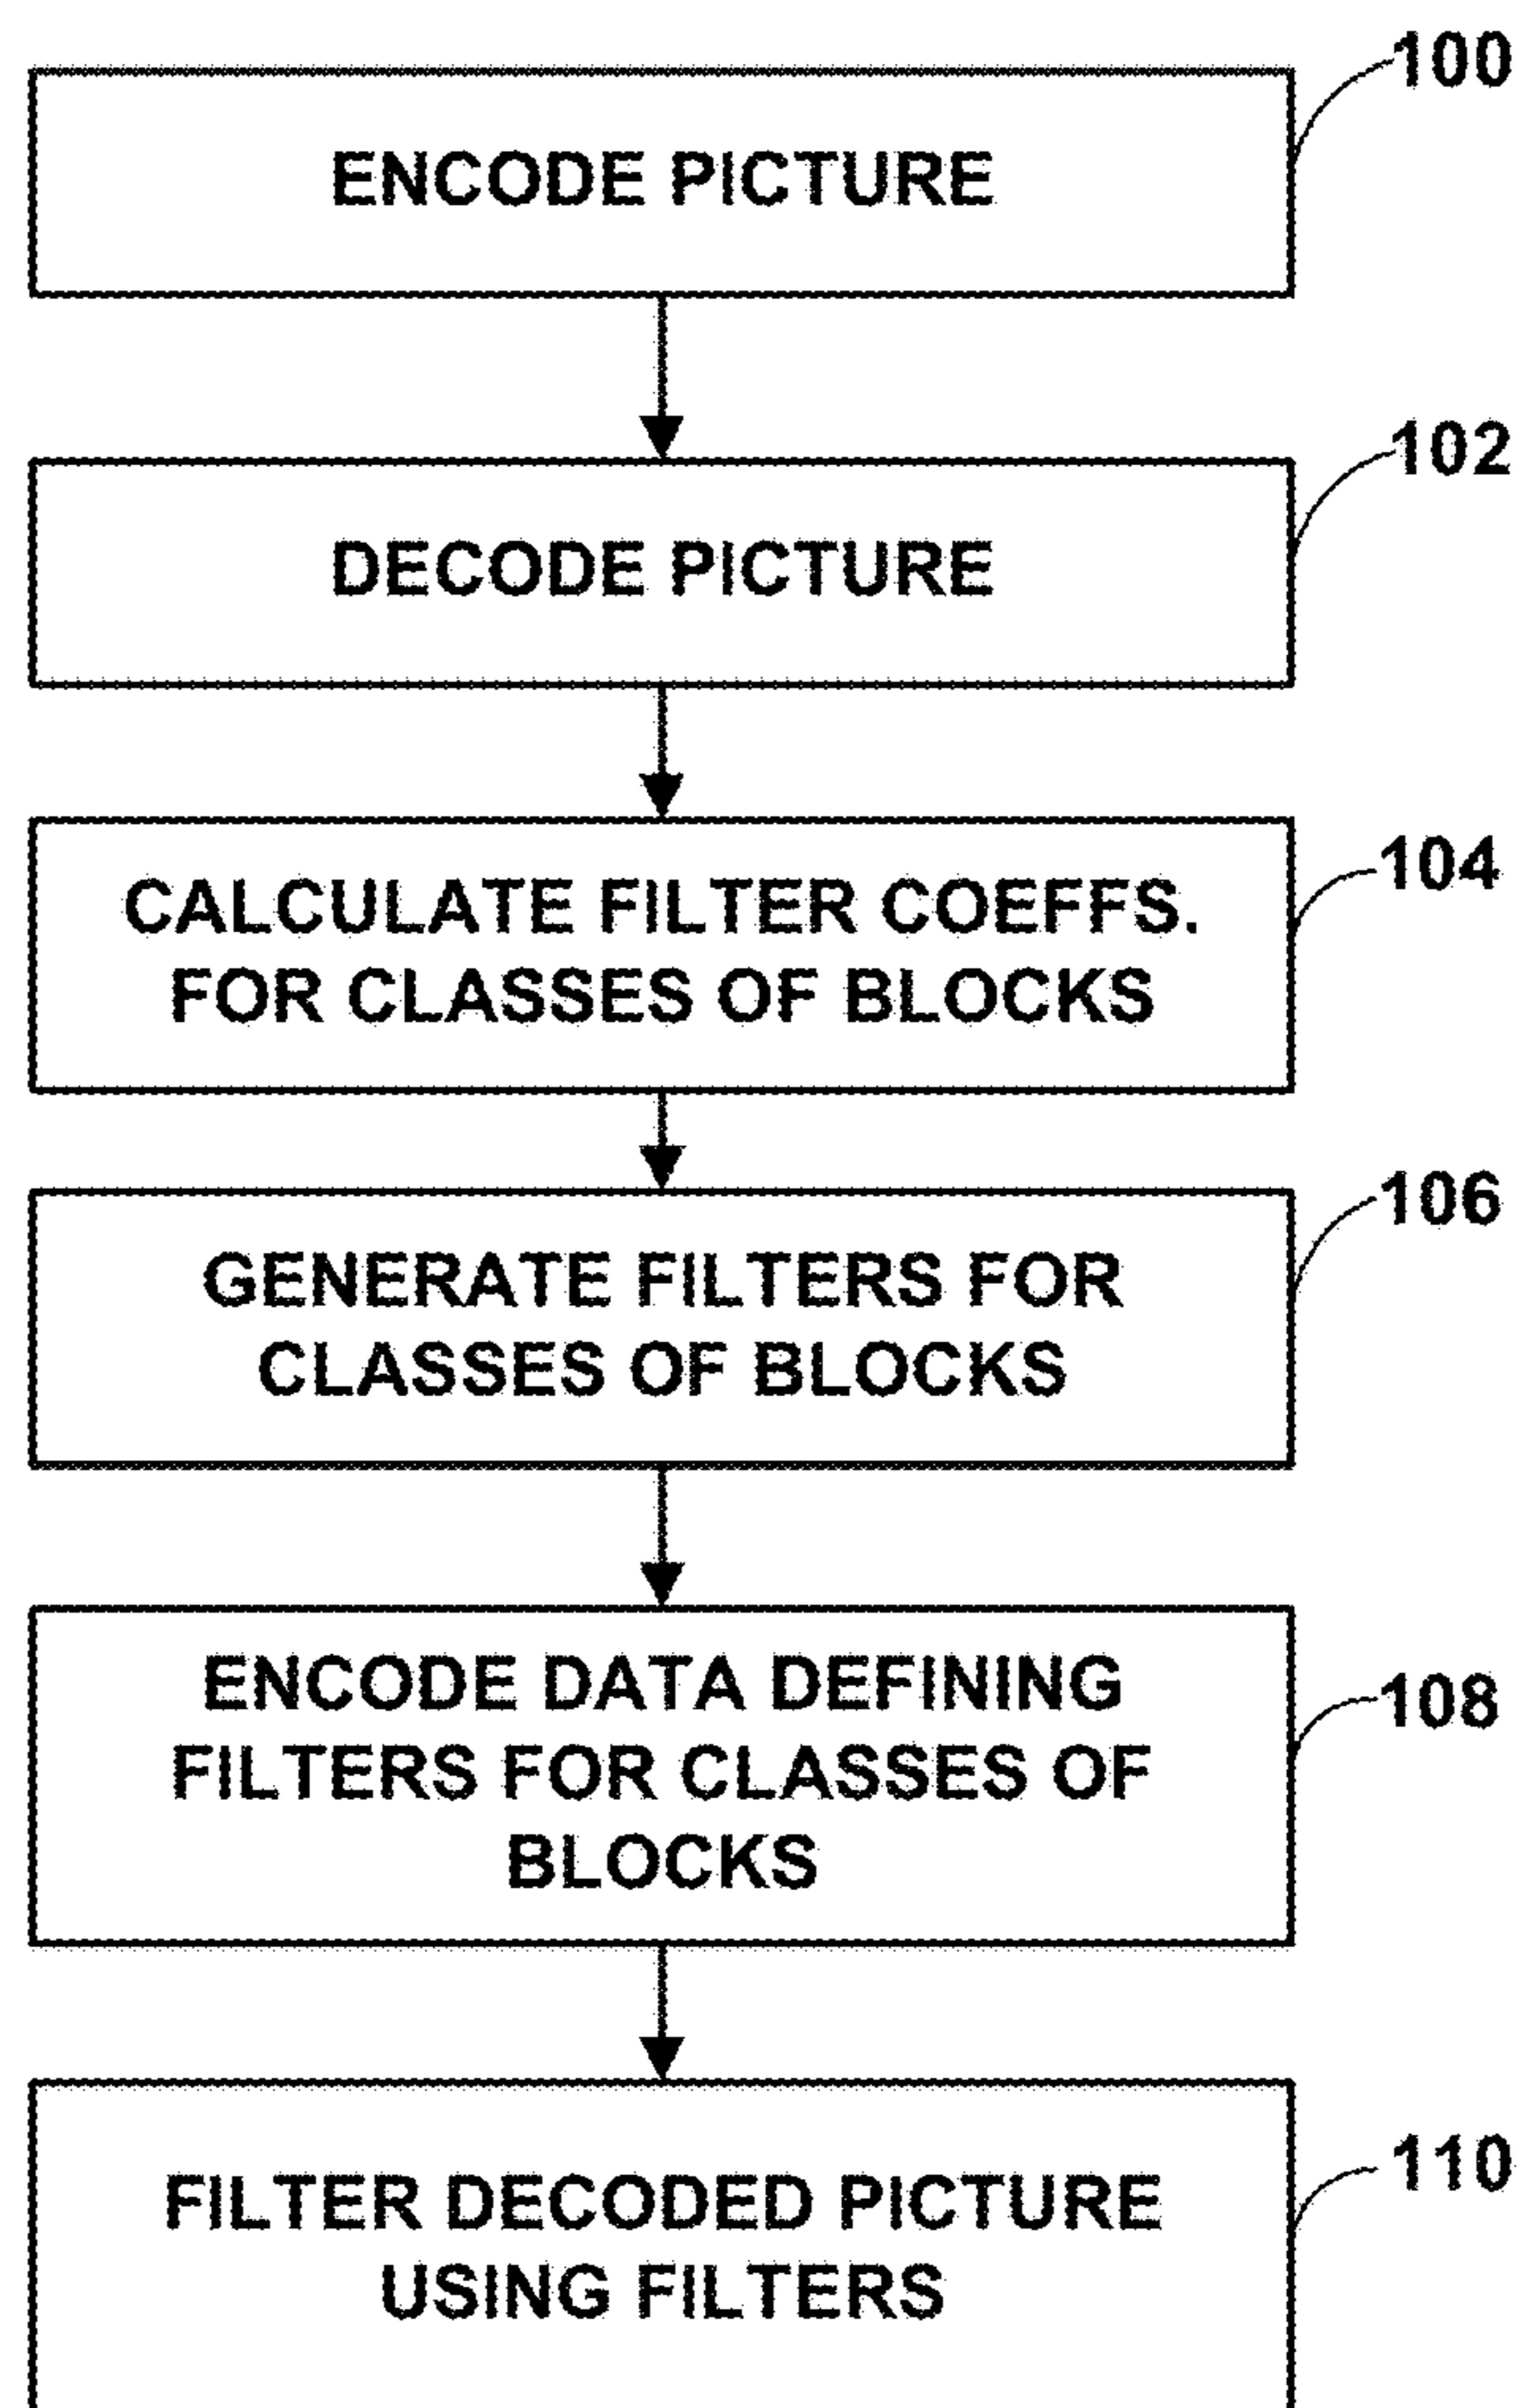 100
ENCODE PICTURE
102
DECODE PICTURE
104
CALCULATE FILTER COEFFS.
FOR CLASSES OF BLOCKS
106
GENERATE FILTERS FOR
CLASSES OF BLOCKS
108
ENCODE DATA DEFINING
FILTERS FOR CLASSES OF
BLOCKS
110
FILTER DECODED PICTURE
USING FILTERS